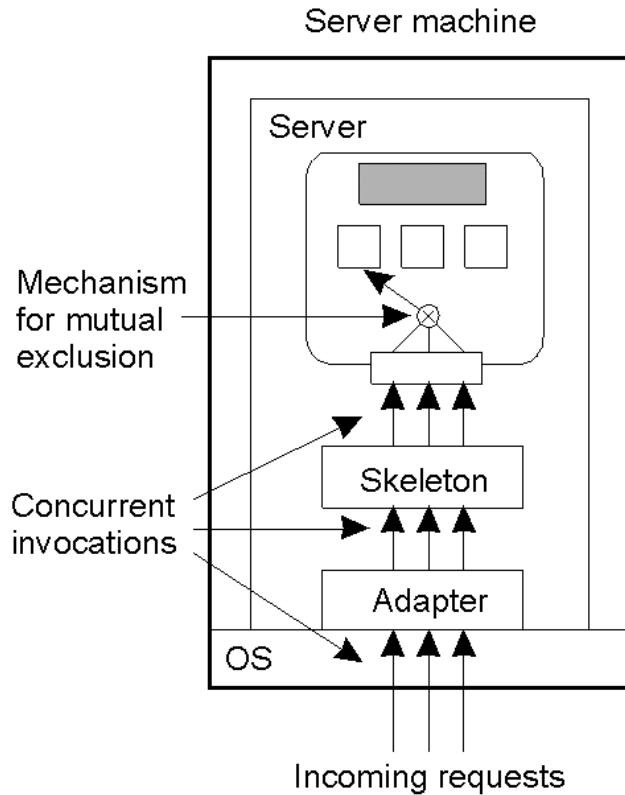 Server machine
Server
Mechanism
for mutual
exclusion
Skeleton
Concurrent
invocations
Adapter
OS
Incoming requests